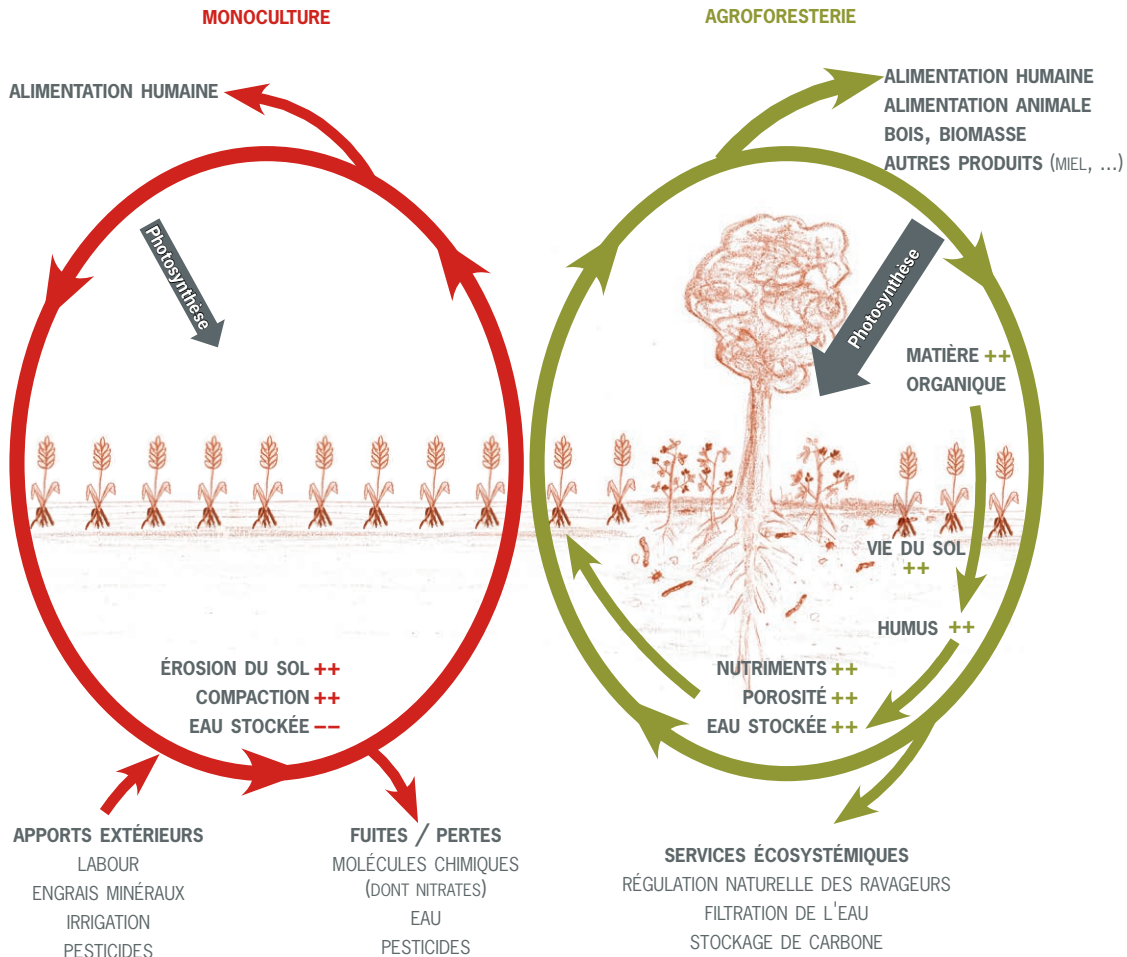 MONOCULTURE
ALIMENTATION HUMAINE
Photosynthèse
ÉROSION DU SOL ++
COMPACTION ++
EAU STOCKÉE --
APPORTS EXTÉRIEURS
LABOUR
ENGRAIS MINÉRAUX
IRRIGATION
PESTICIDES
FUITES / PERTES
MOLÉCULES CHIMIQUES
(DONT NITRATES)
EAU
PESTICIDES
AGROFORESTERIE
ALIMENTATION HUMAINE
ALIMENTATION ANIMALE
BOIS, BIOMASSE
AUTRES PRODUITS (MIEL, ...)
Photosynthèse
MATIÈRE ++
ORGANIQUE
VIE DU SOL
++
HUMUS ++
NUTRIMENTS ++
POROSITÉ ++
EAU STOCKÉE ++
SERVICES ÉCOSYSTÉMIQUES
RÉGULATION NATURELLE DES RAVAGEURS
FILTRATION DE L'EAU
STOCKAGE DE CARBONE